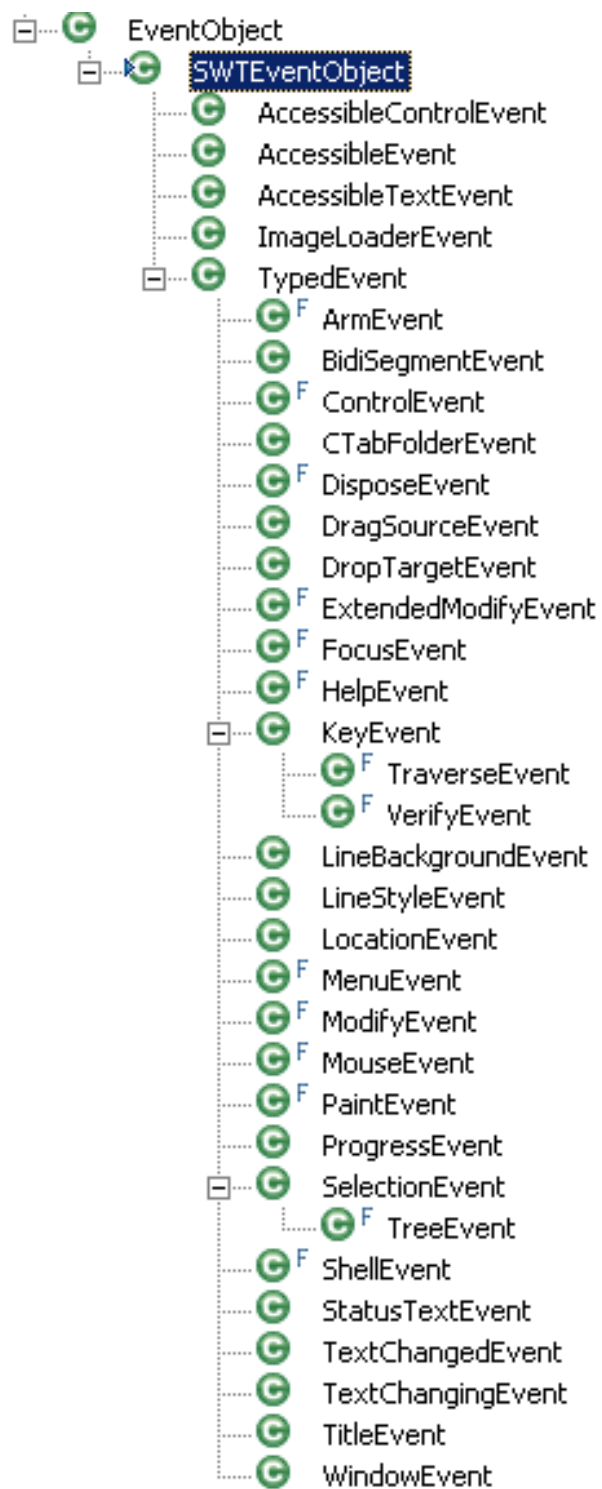 EventObject
SWTEventObject
AccessibleControlEvent
AccessibleEvent
AccessibleTextEvent
ImageLoaderEvent
TypedEvent
F ArmEvent
BidiSegmentEvent
F ControlEvent
CTabFolderEvent
F DisposeEvent
DragSourceEvent
DropTargetEvent
F ExtendedModifyEvent
F FocusEvent
F HelpEvent
KeyEvent
F TraverseEvent
F VerifyEvent
LineBackgroundEvent
LineStyleEvent
LocationEvent
F MenuEvent
F ModifyEvent
F MouseEvent
F PaintEvent
ProgressEvent
SelectionEvent
F TreeEvent
F ShellEvent
StatusTextEvent
TextChangedEvent
TextChangingEvent
TitleEvent
WindowEvent